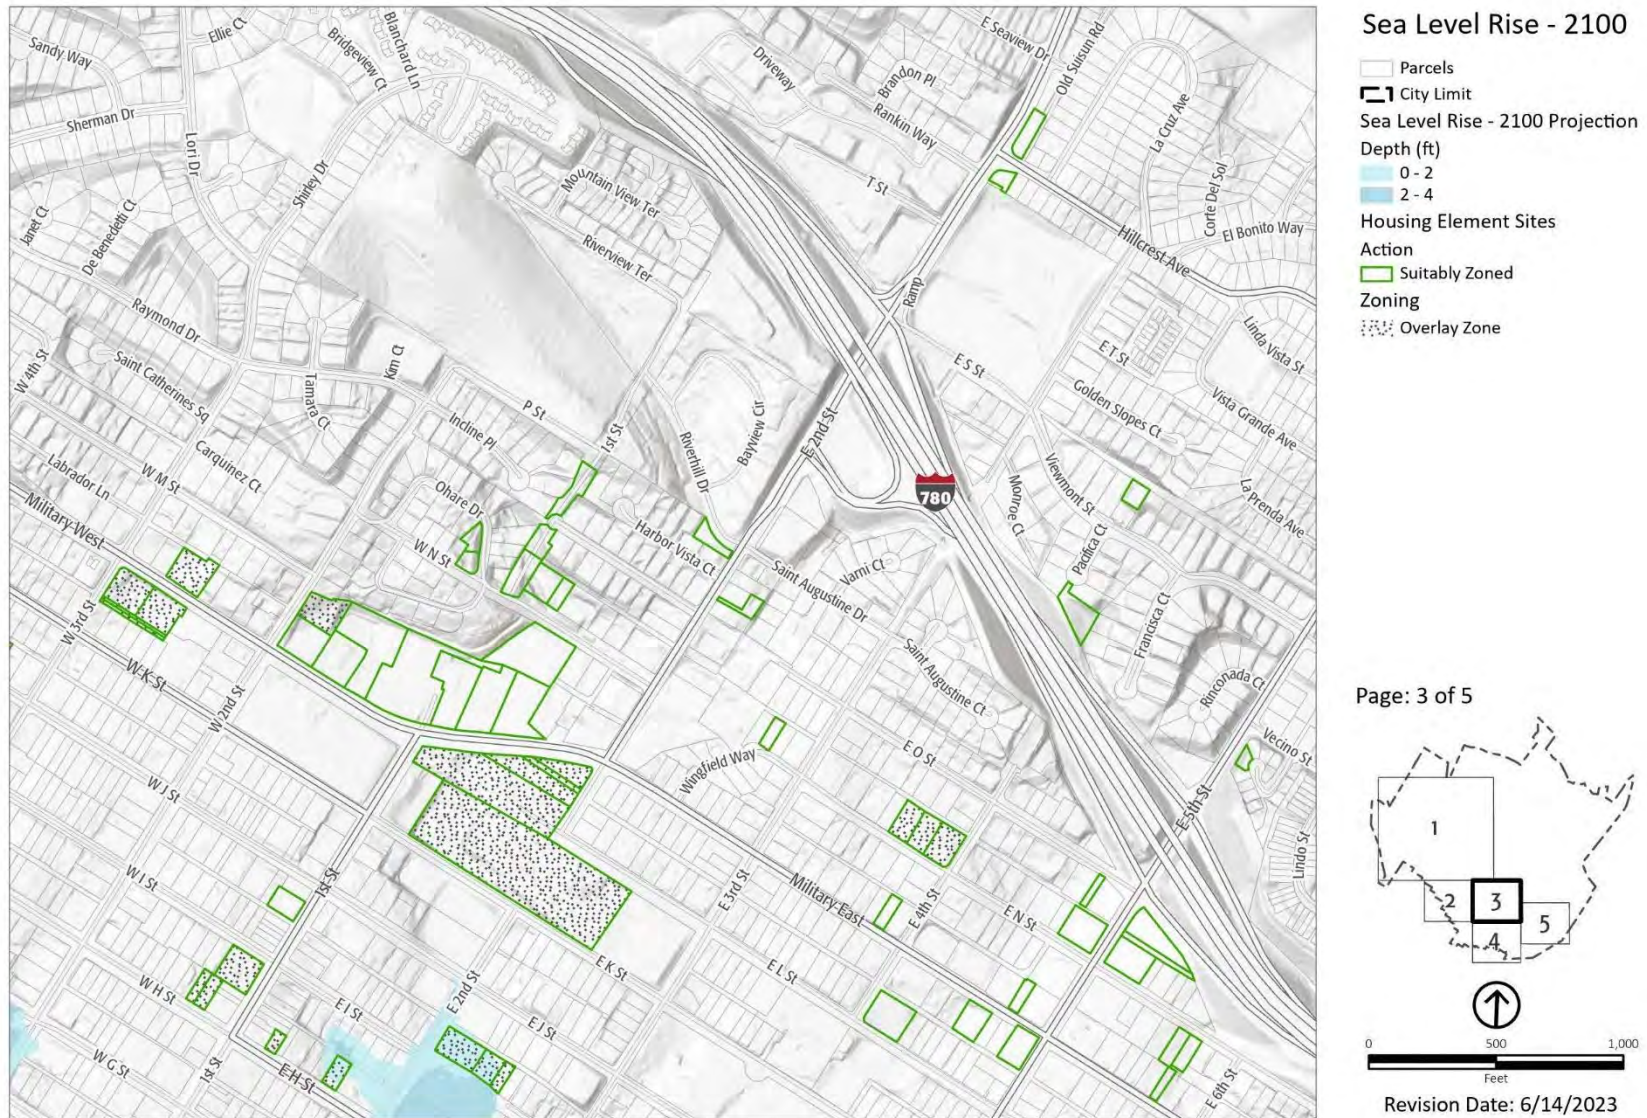 Sea Level Rise - 2100
Parcels
City Limit
Sea Level Rise - 2100 Projection
Depth (ft)
0 - 2
2 - 4
Housing Element Sites
Action
Suitably Zoned
Zoning
Overlay Zone
Page: 3 of 5
1
2
3
4
5
0
500
1,000
Feet
Revision Date: 6/14/2023
Sandy Way
Ellie Ct
Bridgeview Ct
Blanchard Ln
Sherman Dr
Lori Dr
Shirley Dr
Janet Ct
De Benedetti Ct
Mountain View Ter
Riverview Ter
Driveway
Brandon Pl
Rankin Way
T St
E Seaview Dr
Old Suisun Rd
La Cruz Ave
Corte Del Sol
El Bonito Way
Hillcrest Ave
Ramp
Linda Vista St
Vista Grande Ave
La Prenda Ave
E T St
E S St
Golden Slopes Ct
Viewmont St
Monroe Ct
Pacifica Ct
Francisca Ct
Rinconada Ct
Vecino St
Lindo St
E 5th St
780
E 2nd St
Bayview Cir
Riverhill Dr
1st St
P St
Incline Pl
Kim Ct
Raymond Dr
W 4th St
Saint Catherines Sq
Tamara Ct
Carquinez Ct
W M St
Labrador Ln
Military West
Ohare Dr
W N St
Harbor Vista Ct
Saint Augustine Dr
Varni Ct
Saint Augustine Ct
W 3rd St
W K St
W 2nd St
W J St
W I St
W H St
W G St
1st St
1st St
E H St
E I St
E 2nd St
E J St
E K St
E L St
E 3rd St
Wingfield Way
Military East
E O St
E 4th St
E N St
E 6th St